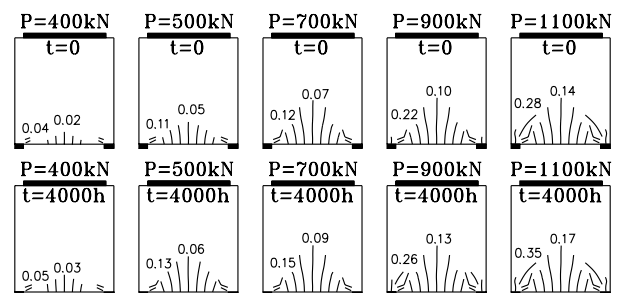 P=400kN P=500kN P=700kN P=900kN P=1100kN
t=0 t=0 t=0 t=0 t=0
0.04 0.02 0.11 0.05 0.12 0.07 0.22 0.10 0.28 0.14
P=400kN P=500kN P=700kN P=900kN P=1100kN
t=4000h t=4000h t=4000h t=4000h t=4000h
0.05 0.03 0.13 0.06 0.15 0.09 0.26 0.13 0.35 0.17